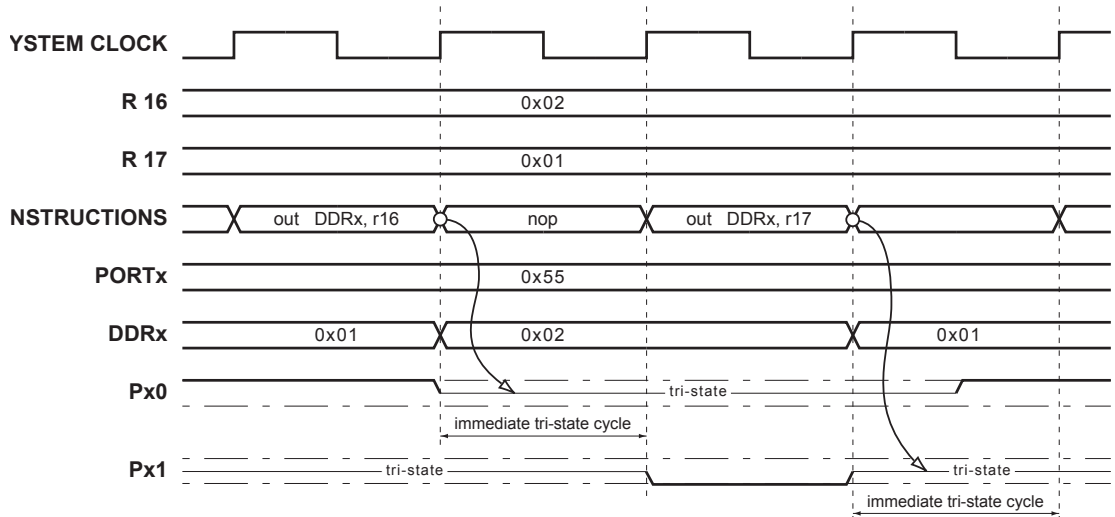 YSTEM CLOCK
R 16
0x02
R 17
0x01
NSTRUCTIONS
out DDRx, r16
nop
out DDRx, r17
PORTx
0x55
DDRx
0x01
0x02
0x01
Px0
tri-state
immediate tri-state cycle
Px1
tri-state
tri-state
immediate tri-state cycle